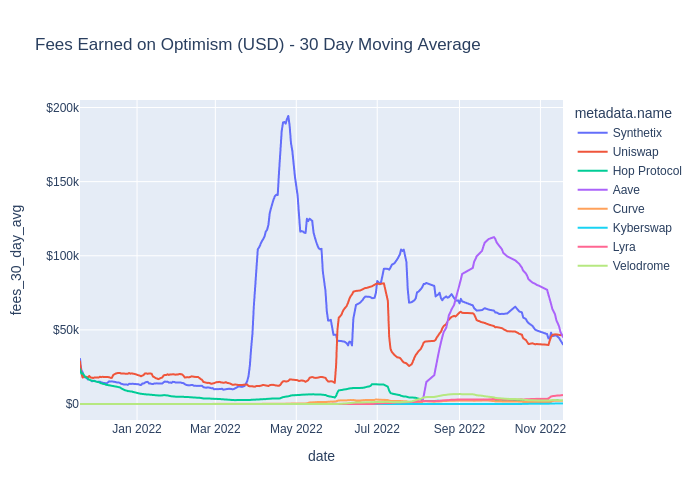 Fees Earned on Optimism (USD) - 30 Day Moving Average
metadata.name
Synthetix
Uniswap
Hop Protocol
Aave
Curve
Kyberswap
Lyra
Velodrome
fees_30_day_avg
$200k
$150k
$100k
$50k
$0
Jan 2022
Mar 2022
May 2022
Jul 2022
Sep 2022
Nov 2022
date